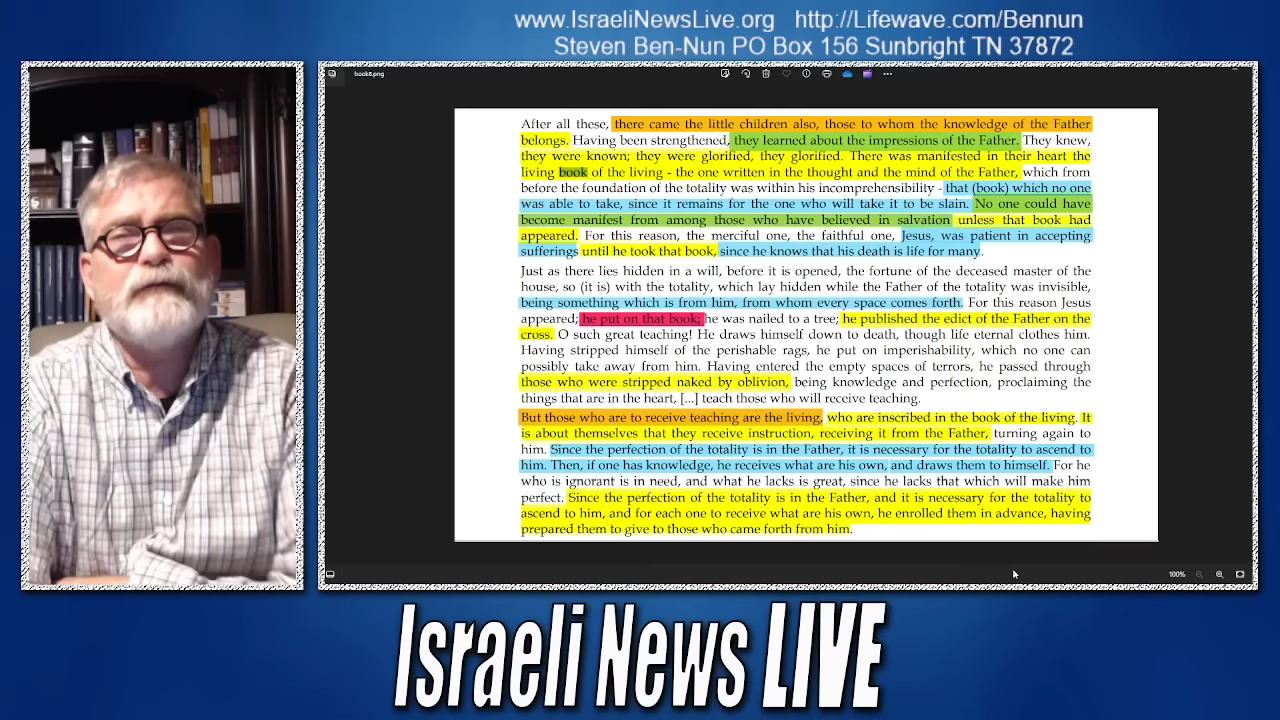 www.IsraeliNewsLive.org http://Lifewave.com/Bennun
Steven Ben-Nun PO Box 156 Sunbright TN 37872
book8.png
After all these, there came the little children also, those to whom the knowledge of the Father
belongs. Having been strengthened, they learned about the impressions of the Father. They knew,
they were known; they were glorified, they glorified. There was manifested in their heart the
living book of the living - the one written in the thought and the mind of the Father, which from
before the foundation of the totality was within his incomprehensibility - that (book) which no one
was able to take, since it remains for the one who will take it to be slain. No one could have
become manifest from among those who have believed in salvation unless that book had
appeared. For this reason, the merciful one, the faithful one, Jesus, was patient in accepting
sufferings until he took that book, since he knows that his death is life for many.
Just as there lies hidden in a will, before it is opened, the fortune of the deceased master of the
house, so (it is) with the totality, which lay hidden while the Father of the totality was invisible,
being something which is from him, from whom every space comes forth. For this reason Jesus
appeared; he put on that book; he was nailed to a tree; he published the edict of the Father on the
cross. O such great teaching! He draws himself down to death, though life eternal clothes him.
Having stripped himself of the perishable rags, he put on imperishability, which no one can
possibly take away from him. Having entered the empty spaces of terrors, he passed through
those who were stripped naked by oblivion, being knowledge and perfection, proclaiming the
things that are in the heart, [...] teach those who will receive teaching.
But those who are to receive teaching are the living, who are inscribed in the book of the living. It
is about themselves that they receive instruction, receiving it from the Father, turning again to
him. Since the perfection of the totality is in the Father, it is necessary for the totality to ascend to
him. Then, if one has knowledge, he receives what are his own, and draws them to himself. For he
who is ignorant is in need, and what he lacks is great, since he lacks that which will make him
perfect. Since the perfection of the totality is in the Father, and it is necessary for the totality to
ascend to him, and for each one to receive what are his own, he enrolled them in advance, having
prepared them to give to those who came forth from him.
100%
Israeli News LIVE